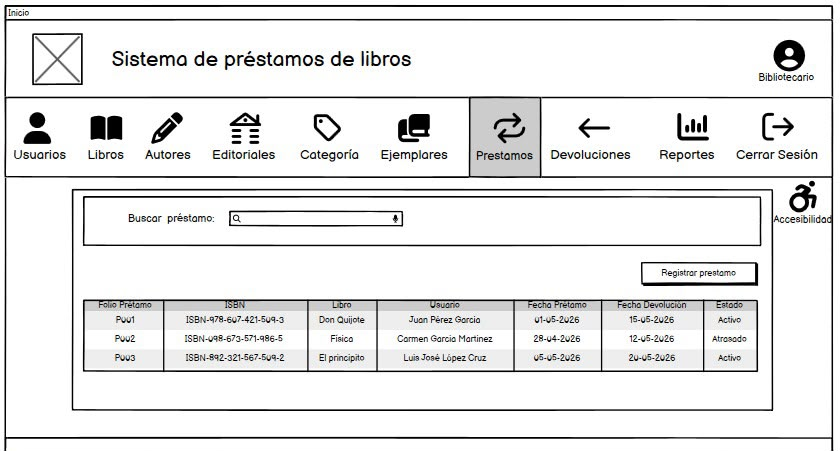 Inicio
Sistema de préstamos de libros
Bibliotecario
Usuarios Libros Autores Editoriales Categoría Ejemplares Prestamos Devoluciones Reportes Cerrar Sesión
Accesibilidad
Buscar préstamo:
Registrar prestamo
Folio Prétamo ISBN Libro Usuario Fecha Prétamo Fecha Devolución Estado
P001 ISBN-978-607-421-509-3 Don Quijote Juan Pérez Garcia 01-05-2026 15-05-2026 Activo
P002 ISBN-098-673-571-986-5 Física Carmen Garcia Martinez 28-04-2026 12-05-2026 Atrasado
P003 ISBN-892-321-567-509-2 El principito Luis José López Cruz 05-05-2026 20-05-2026 Activo